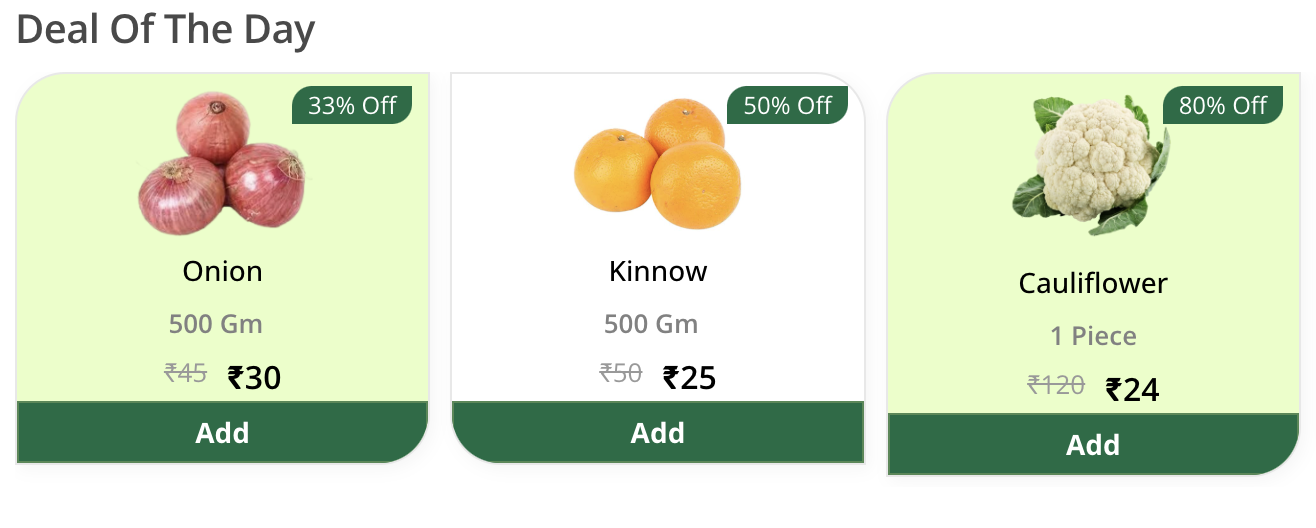 Deal Of The Day
33% Off
Onion
500 Gm
₹45 ₹30
Add
50% Off
Kinnow
500 Gm
₹50 ₹25
Add
80% Off
Cauliflower
1 Piece
₹120 ₹24
Add